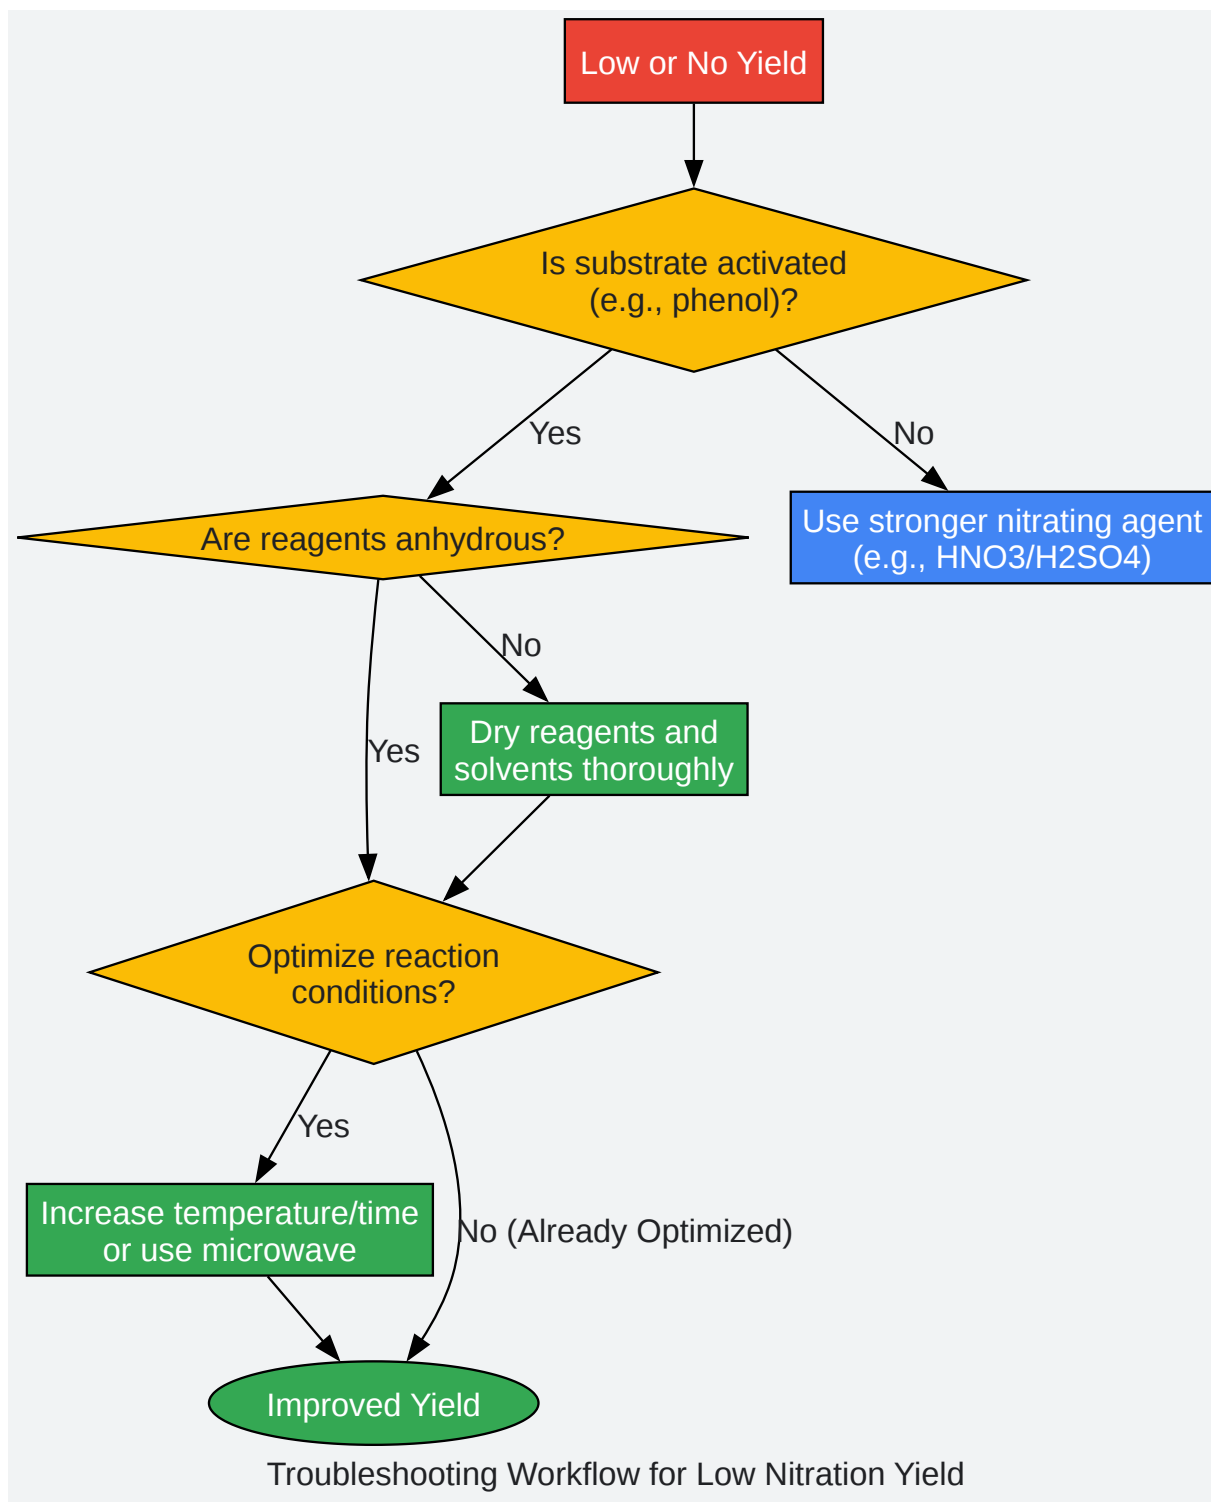 Low or No Yield
Is substrate activated
(e.g., phenol)?
Yes
No
Are reagents anhydrous?
Use stronger nitrating agent
(e.g., HNO3/H2SO4)
No
Yes
Dry reagents and
solvents thoroughly
Optimize reaction
conditions?
Yes
Increase temperature/time
or use microwave
No (Already Optimized)
Improved Yield
Troubleshooting Workflow for Low Nitration Yield